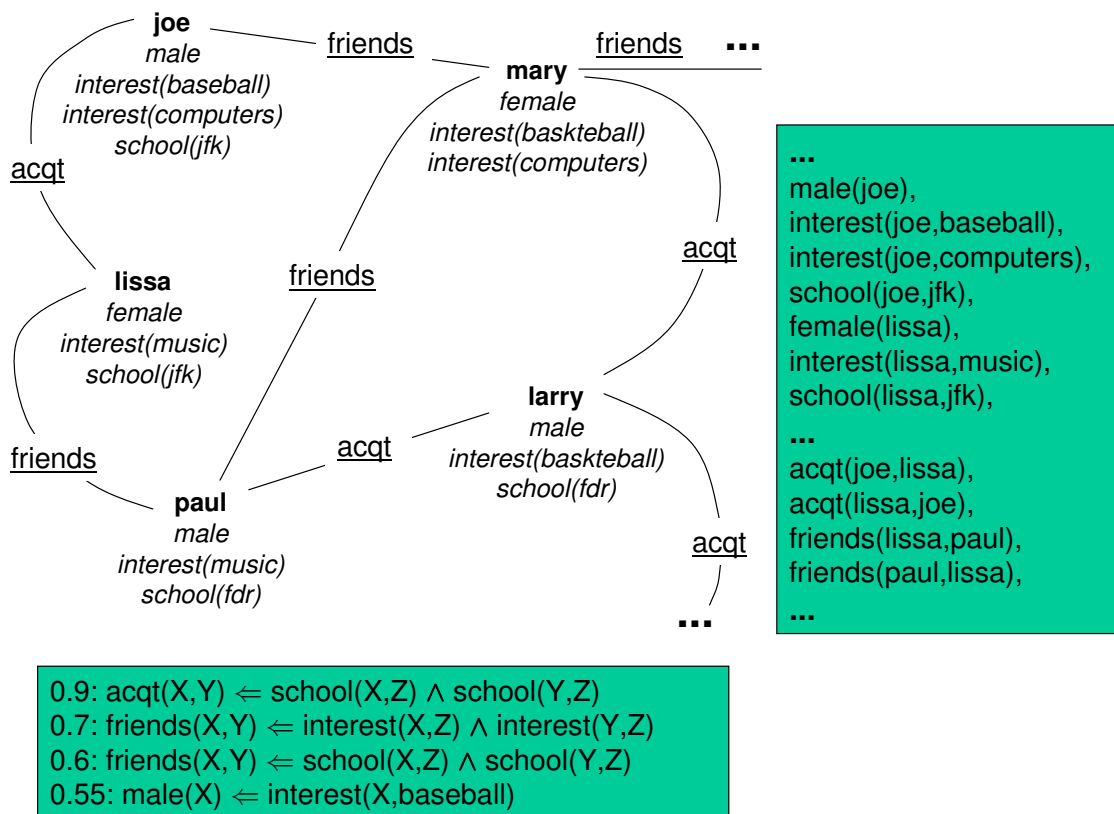 joe
male
interest(baseball)
interest(computers)
school(jfk)
friends
friends ...
mary
female
interest(baskteball)
interest(computers)
acqt
acqt
lissa
female
interest(music)
school(jfk)
friends
larry
male
interest(baskteball)
school(fdr)
friends
acqt
paul
male
interest(music)
school(fdr)
acqt
...
...
male(joe),
interest(joe,baseball),
interest(joe,computers),
school(joe,jfk),
female(lissa),
interest(lissa,music),
school(lissa,jfk),
...
acqt(joe,lissa),
acqt(lissa,joe),
friends(lissa,paul),
friends(paul,lissa),
...
0.9: acqt(X,Y) ⇐ school(X,Z) ∧ school(Y,Z)
0.7: friends(X,Y) ⇐ interest(X,Z) ∧ interest(Y,Z)
0.6: friends(X,Y) ⇐ school(X,Z) ∧ school(Y,Z)
0.55: male(X) ⇐ interest(X,baseball)